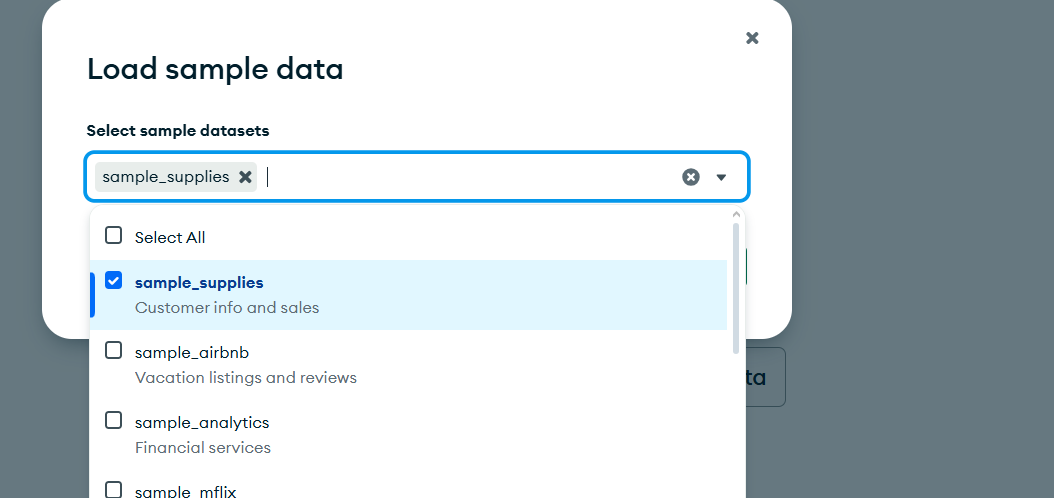 Load sample data
Select sample datasets
sample_supplies
Select All
sample_supplies
Customer info and sales
sample_airbnb
Vacation listings and reviews
ta
sample_analytics
Financial services
sample_mflix